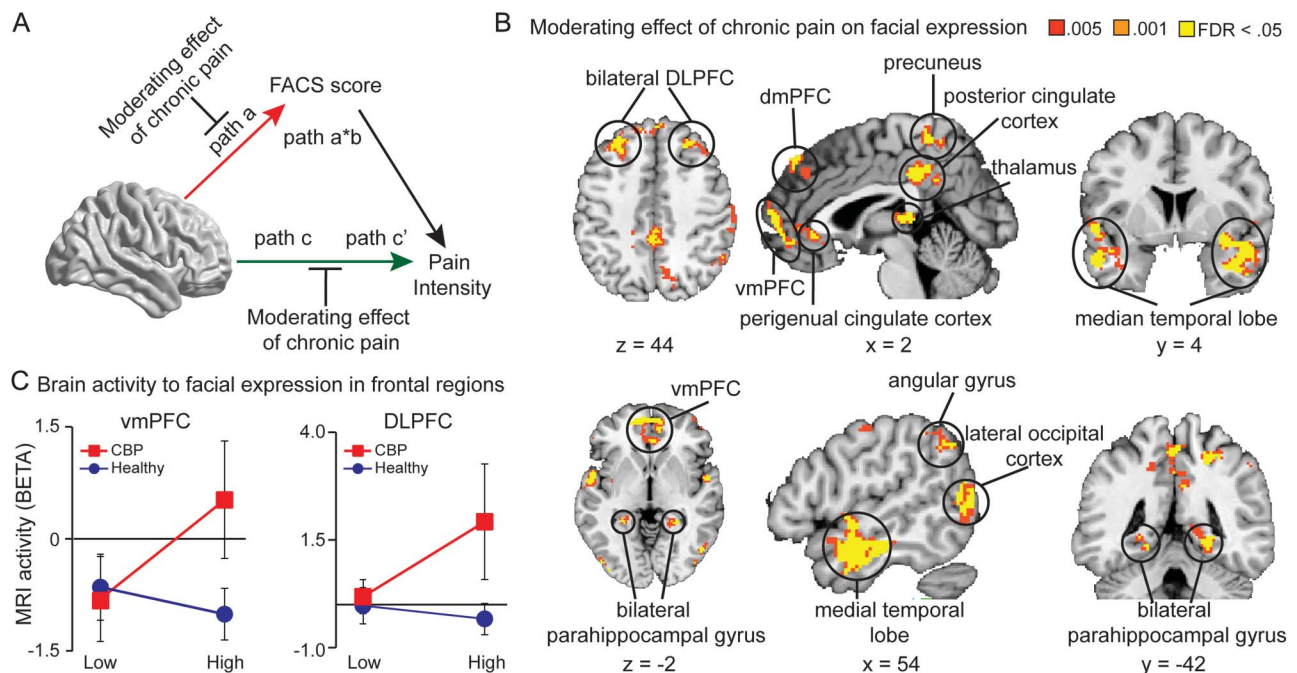 A
Moderating effect
of chronic pain
path a
FACS score
path a*b
path c
path c'
Pain
Intensity
Moderating effect
of chronic pain
B Moderating effect of chronic pain on facial expression
.005 .001 FDR < .05
bilateral DLPFC
z = 44
dmPFC
precuneus
posterior cingulate
cortex
thalamus
vmPFC
perigenual cingulate cortex
x = 2
median temporal lobe
y = 4
vmPFC
bilateral
parahippocampal gyrus
z = -2
angular gyrus
lateral occipital
cortex
medial temporal
lobe
x = 54
bilateral
parahippocampal gyrus
y = -42
C Brain activity to facial expression in frontal regions
vmPFC
MRI activity (BETA)
1.5
0
-1.5
CBP
Healthy
Low High
DLPFC
4.0
1.5
-1.0
CBP
Healthy
Low High